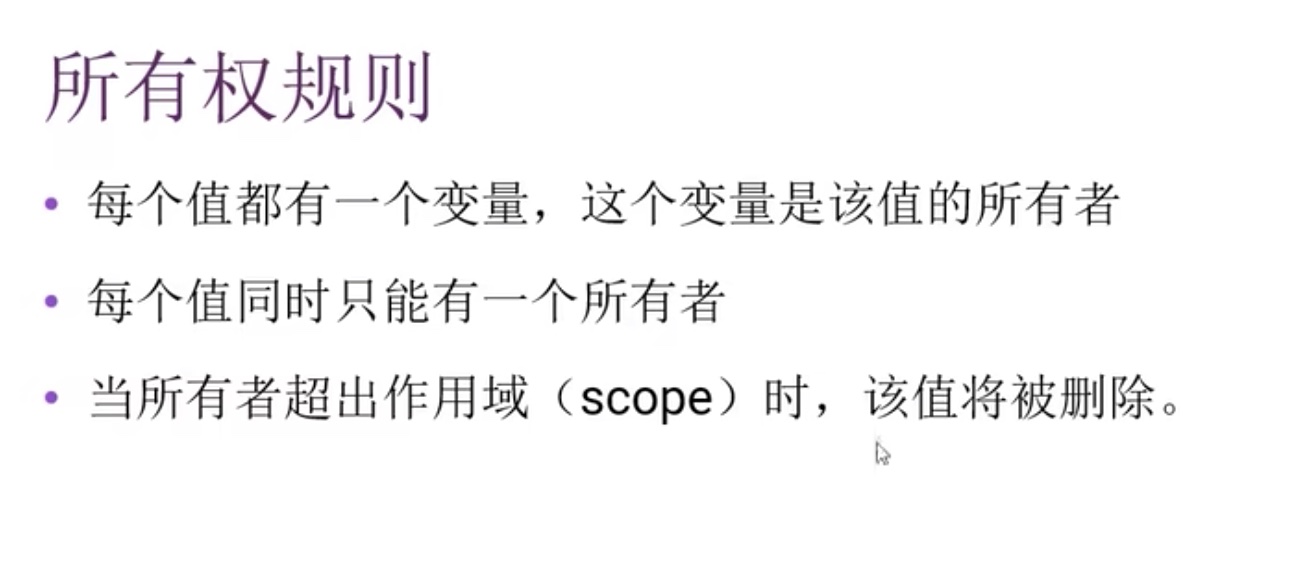 所有权规则
• 每个值都有一个变量，这个变量是该值的所有者
• 每个值同时只能有一个所有者
• 当所有者超出作用域（scope）时，该值将被删除。